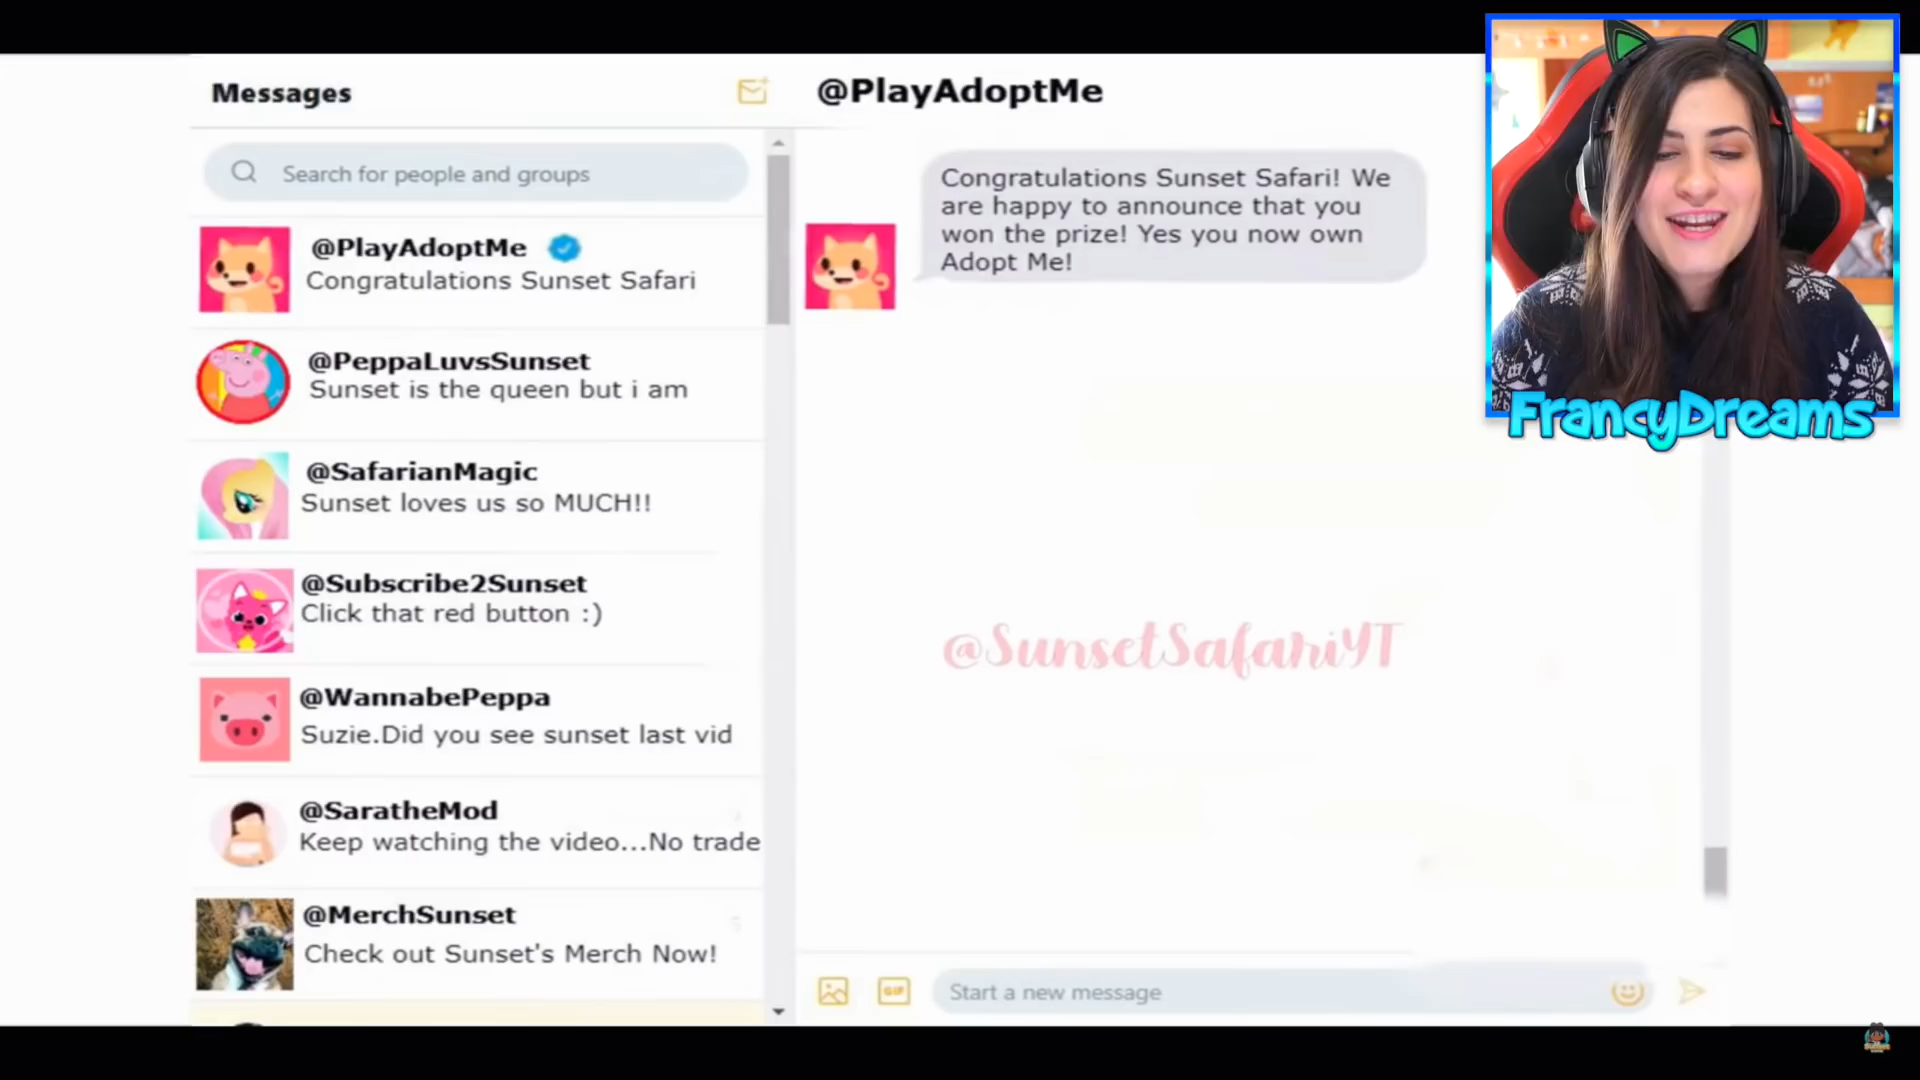 Messages
Search for people and groups
@PlayAdoptMe
Congratulations Sunset Safari
@PeppaLuvsSunset
Sunset is the queen but i am
@SafarianMagic
Sunset loves us so MUCH!!
@Subscribe2Sunset
Click that red button :)
@WannabePeppa
Suzie.Did you see sunset last vid
@SaratheMod
Keep watching the video...No trade
@MerchSunset
Check out Sunset's Merch Now!
@PlayAdoptMe
Congratulations Sunset Safari! We
are happy to announce that you
won the prize! Yes you now own
Adopt Me!
@SunsetSafariYT
GIF
Start a new message
FrancyDreams